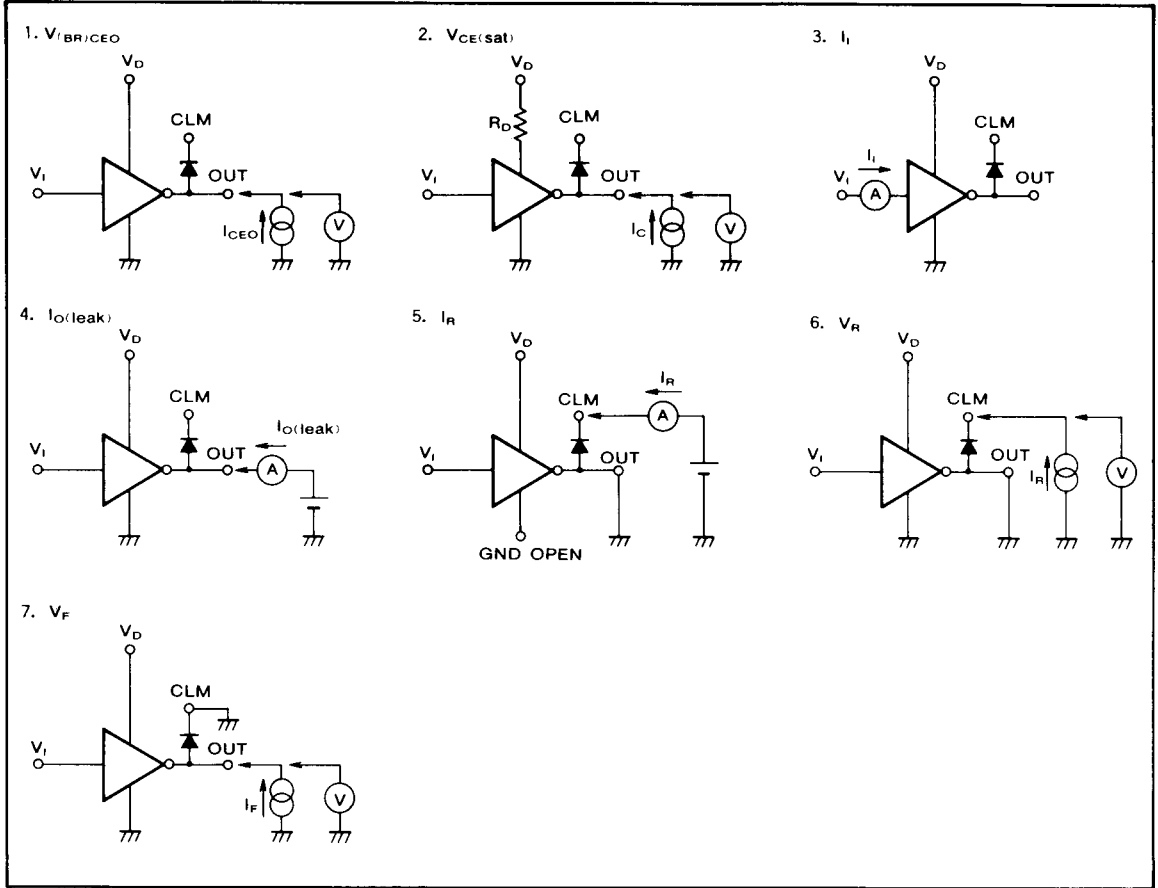 1. V(BR)CEO
VD
CLM
VI
OUT
ICEO
V
2. VCE(sat)
VD
RD
CLM
VI
OUT
IC
V
3. II
VD
CLM
II
VI
A
OUT
4. IO(leak)
VD
CLM
IO(leak)
VI
OUT
A
5. IR
VD
IR
CLM
A
VI
OUT
GND OPEN
6. VR
VD
CLM
VI
OUT
IR
V
7. VF
VD
CLM
VI
OUT
IF
V